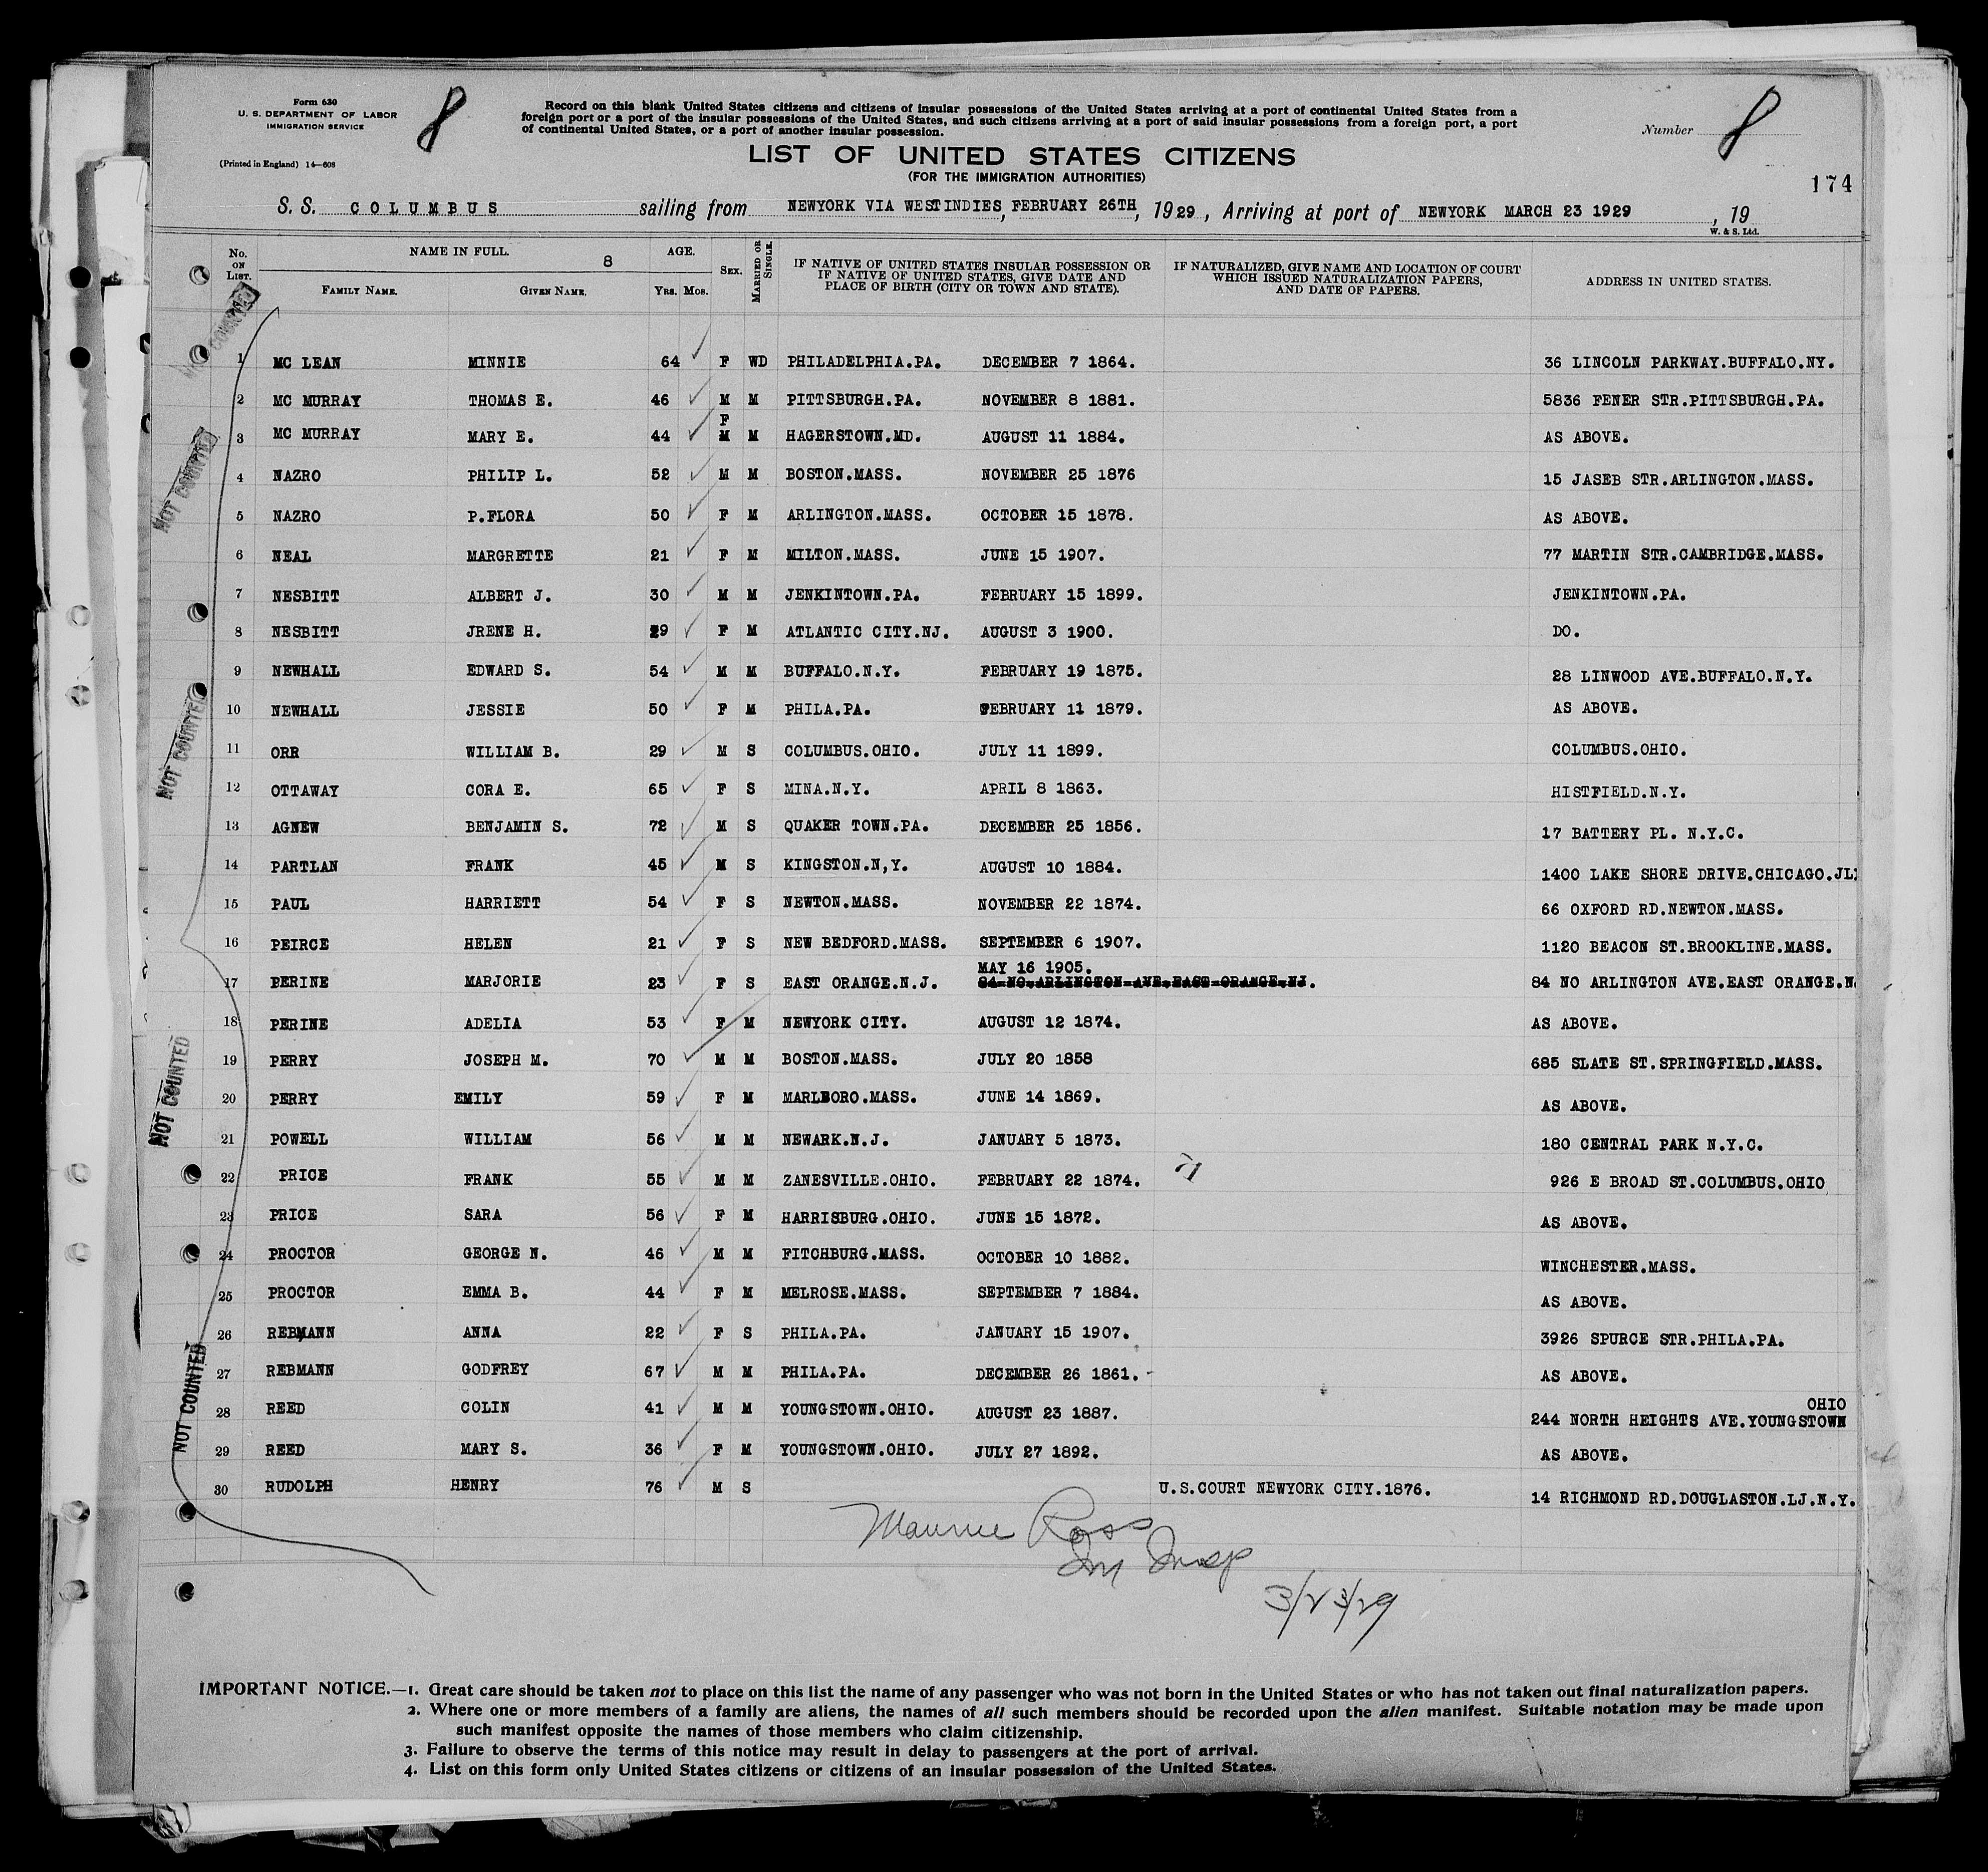 Form 630
U. S. DEPARTMENT OF LABOR
IMMIGRATION SERVICE
(Printed in England) 14—608
8
Record on this blank United States citizens and citizens of insular possessions of the United States arriving at a port of continental United States from a
foreign port or a port of the insular possessions of the United States, and such citizens arriving at a port of said insular possessions from a foreign port, a port
of continental United States, or a port of another insular possession.
Number 8
LIST OF UNITED STATES CITIZENS
(FOR THE IMMIGRATION AUTHORITIES)
174
S. S. COLUMBUS sailing from NEWYORK VIA WESTINDIES, FEBRUARY 26TH, 1929, Arriving at port of NEWYORK MARCH 23 1929, 19
W. & S. Ltd.
No. ON LIST. NAME IN FULL. 8 AGE. SEX. MARRIED OR SINGLE. IF NATIVE OF UNITED STATES INSULAR POSSESSION OR IF NATIVE OF UNITED STATES, GIVE DATE AND PLACE OF BIRTH (CITY OR TOWN AND STATE). IF NATURALIZED, GIVE NAME AND LOCATION OF COURT WHICH ISSUED NATURALIZATION PAPERS, AND DATE OF PAPERS. ADDRESS IN UNITED STATES.
FAMILY NAME. GIVEN NAME. Yrs. Mos.
1 MC LEAN MINNIE 64 F WD PHILADELPHIA.PA. DECEMBER 7 1864. 36 LINCOLN PARKWAY.BUFFALO.NY.
2 MC MURRAY THOMAS E. 46 M M PITTSBURGH.PA. NOVEMBER 8 1881. 5836 FENER STR.PITTSBURGH.PA.
F
3 MC MURRAY MARY E. 44 M M HAGERSTOWN.MD. AUGUST 11 1884. AS ABOVE.
4 NAZRO PHILIP L. 52 M M BOSTON.MASS. NOVEMBER 25 1876 15 JASEB STR.ARLINGTON.MASS.
5 NAZRO P.FLORA 50 F M ARLINGTON.MASS. OCTOBER 15 1878. AS ABOVE.
6 NEAL MARGRETTE 21 F M MILTON.MASS. JUNE 15 1907. 77 MARTIN STR.CAMBRIDGE.MASS.
7 NESBITT ALBERT J. 30 M M JENKINTOWN.PA. FEBRUARY 15 1899. JENKINTOWN.PA.
8 NESBITT JRENE H. 29 F M ATLANTIC CITY.NJ. AUGUST 3 1900. DO.
9 NEWHALL EDWARD S. 54 M M BUFFALO.N.Y. FEBRUARY 19 1875. 28 LINWOOD AVE.BUFFALO.N.Y.
10 NEWHALL JESSIE 50 F M PHILA.PA. FEBRUARY 11 1879. AS ABOVE.
11 ORR WILLIAM B. 29 M S COLUMBUS.OHIO. JULY 11 1899. COLUMBUS.OHIO.
12 OTTAWAY CORA E. 65 F S MINA.N.Y. APRIL 8 1863. HISTFIELD.N.Y.
13 AGNEW BENJAMIN S. 72 M S QUAKER TOWN.PA. DECEMBER 25 1856. 17 BATTERY PL. N.Y.C.
14 PARTLAN FRANK 45 M S KINGSTON.N,Y. AUGUST 10 1884. 1400 LAKE SHORE DRIVE.CHICAGO.JL
15 PAUL HARRIETT 54 F S NEWTON.MASS. NOVEMBER 22 1874. 66 OXFORD RD.NEWTON.MASS.
16 PEIRCE HELEN 21 F S NEW BEDFORD.MASS. SEPTEMBER 6 1907. 1120 BEACON ST.BROOKLINE.MASS.
MAY 16 1905.
17 PERINE MARJORIE 23 F S EAST ORANGE.N.J. 84 NO.ARLINGTON AVE.EAST ORANGE.NJ. 84 NO ARLINGTON AVE.EAST ORANGE.N
18 PERINE ADELIA 53 F M NEWYORK CITY. AUGUST 12 1874. AS ABOVE.
19 PERRY JOSEPH M. 70 M M BOSTON.MASS. JULY 20 1858 685 SLATE ST.SPRINGFIELD.MASS.
20 PERRY EMILY 59 F M MARLBORO.MASS. JUNE 14 1869. AS ABOVE.
21 POWELL WILLIAM 56 M M NEWARK.N.J. JANUARY 5 1873. 180 CENTRAL PARK N.Y.C.
22 PRICE FRANK 55 M M ZANESVILLE.OHIO. FEBRUARY 22 1874. 926 E BROAD ST.COLUMBUS.OHIO
23 PRICE SARA 56 F M HARRISBURG.OHIO. JUNE 15 1872. AS ABOVE.
24 PROCTOR GEORGE N. 46 M M FITCHBURG.MASS. OCTOBER 10 1882. WINCHESTER.MASS.
25 PROCTOR EMMA B. 44 F M MELROSE.MASS. SEPTEMBER 7 1884. AS ABOVE.
26 REBMANN ANNA 22 F S PHILA.PA. JANUARY 15 1907. 3926 SPURCE STR.PHILA.PA.
27 REBMANN GODFREY 67 M M PHILA.PA. DECEMBER 26 1861. AS ABOVE.
OHIO
28 REED COLIN 41 M M YOUNGSTOWN.OHIO. AUGUST 23 1887. 244 NORTH HEIGHTS AVE.YOUNGSTOWN
29 REED MARY S. 36 F M YOUNGSTOWN.OHIO. JULY 27 1892. AS ABOVE.
30 RUDOLPH HENRY 76 M S U.S.COURT NEWYORK CITY.1876. 14 RICHMOND RD.DOUGLASTON.LJ.N.Y.
NOT COUNTED
NOT COUNTED
NOT COUNTED
NOT COUNTED
NOT COUNTED
Maurice Ross
Im Insp
3/23/29
IMPORTANT NOTICE.—1. Great care should be taken not to place on this list the name of any passenger who was not born in the United States or who has not taken out final naturalization papers.
2. Where one or more members of a family are aliens, the names of all such members should be recorded upon the alien manifest. Suitable notation may be made upon
such manifest opposite the names of those members who claim citizenship.
3. Failure to observe the terms of this notice may result in delay to passengers at the port of arrival.
4. List on this form only United States citizens or citizens of an insular possession of the United States.